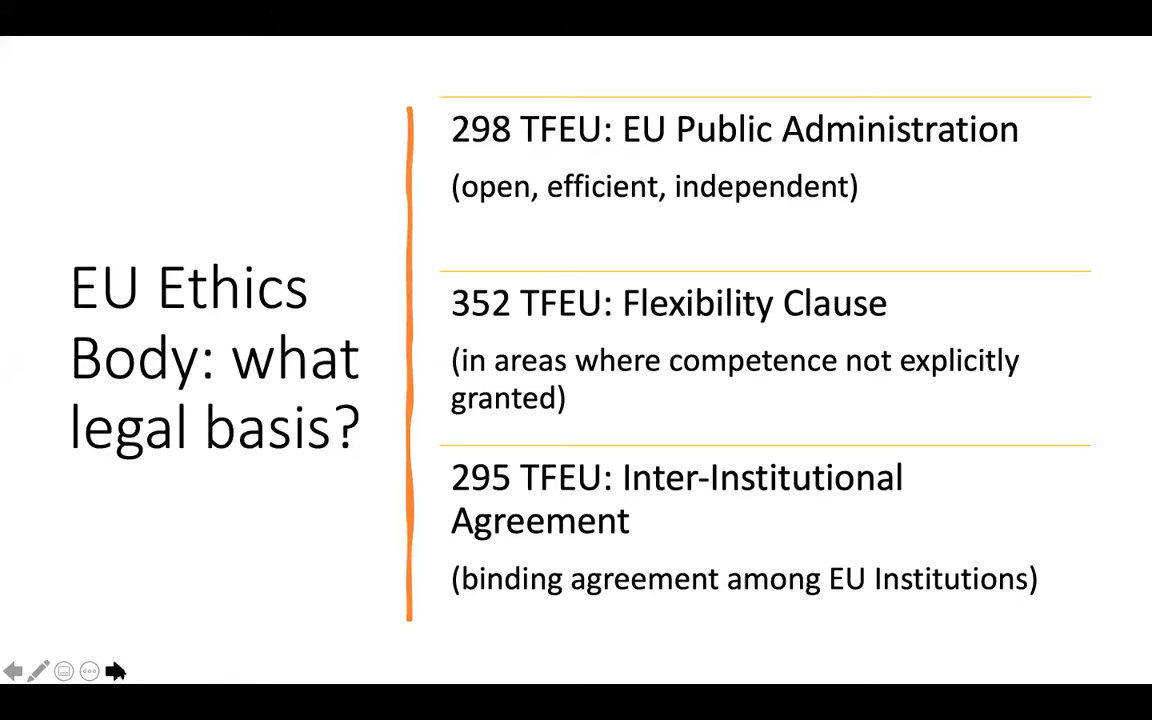 EU Ethics
Body: what
legal basis?
298 TFEU: EU Public Administration
(open, efficient, independent)
352 TFEU: Flexibility Clause
(in areas where competence not explicitly
granted)
295 TFEU: Inter-Institutional
Agreement
(binding agreement among EU Institutions)